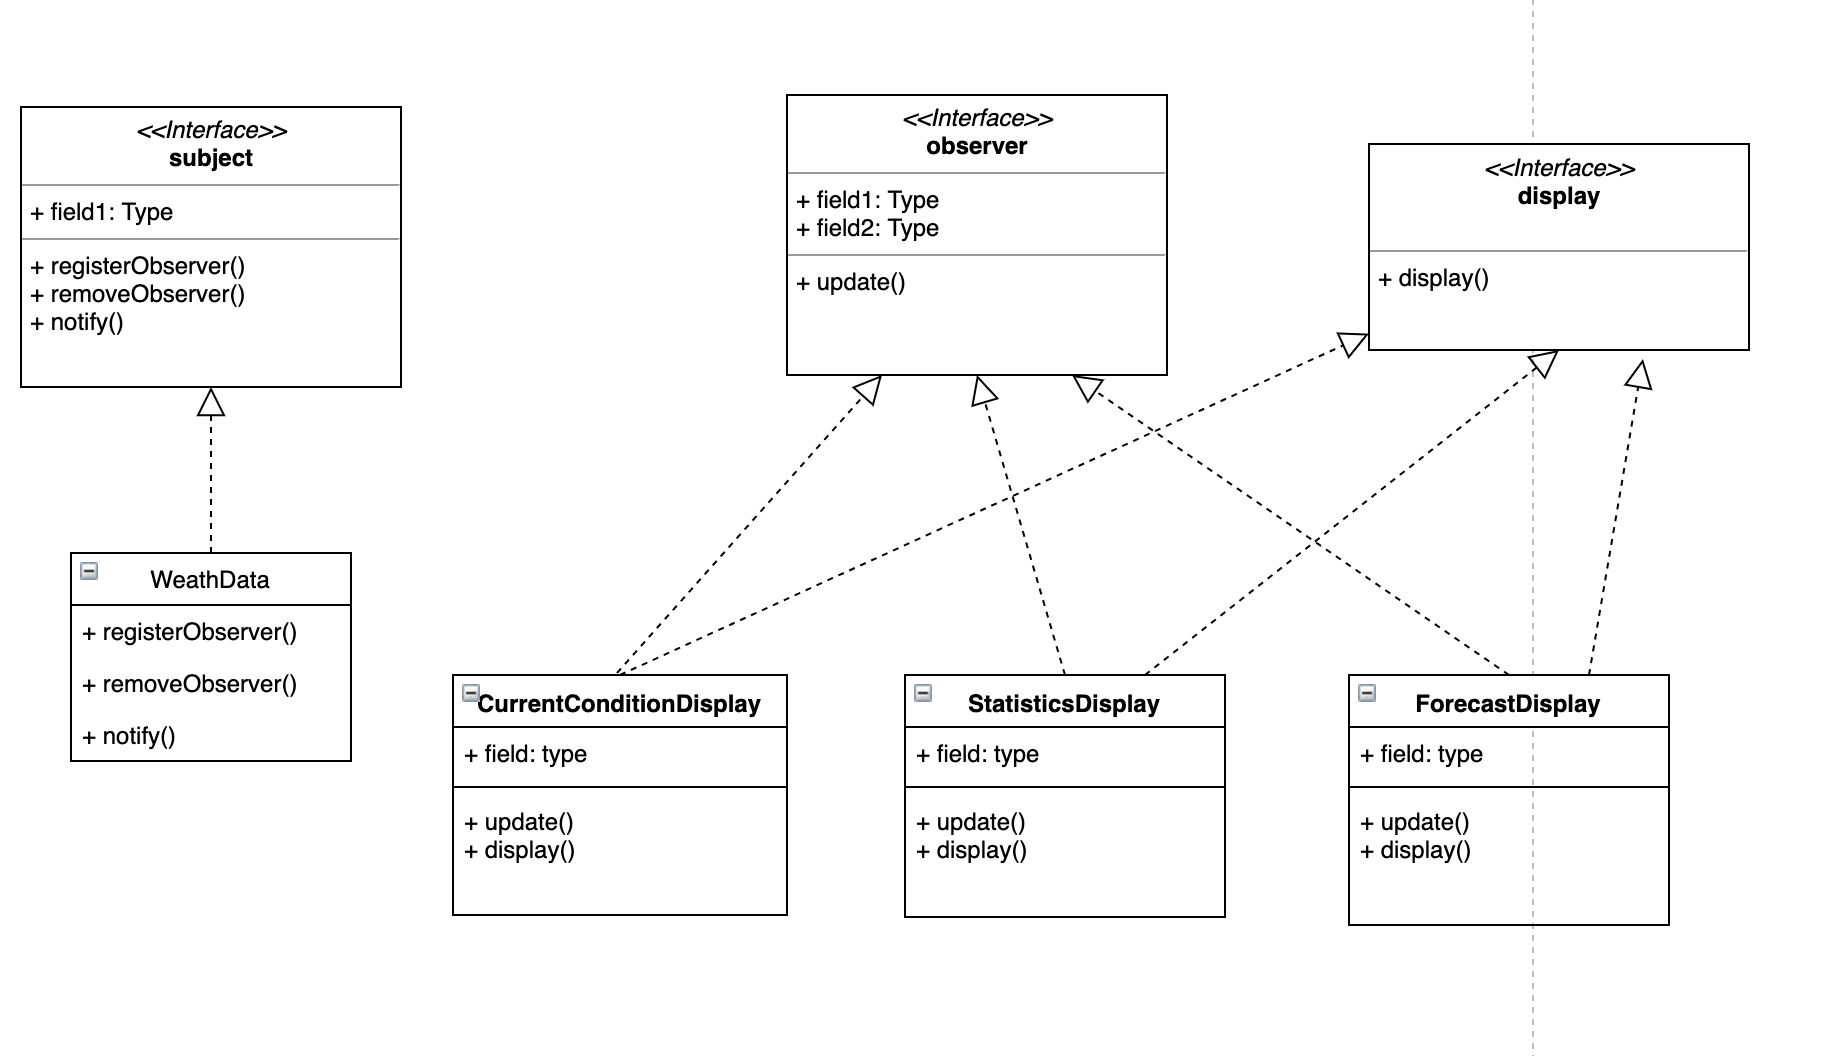 <<Interface>>
subject
+ field1: Type
+ registerObserver()
+ removeObserver()
+ notify()
<<Interface>>
observer
+ field1: Type
+ field2: Type
+ update()
<<Interface>>
display
+ display()
WeathData
+ registerObserver()
+ removeObserver()
+ notify()
CurrentConditionDisplay
+ field: type
+ update()
+ display()
StatisticsDisplay
+ field: type
+ update()
+ display()
ForecastDisplay
+ field: type
+ update()
+ display()